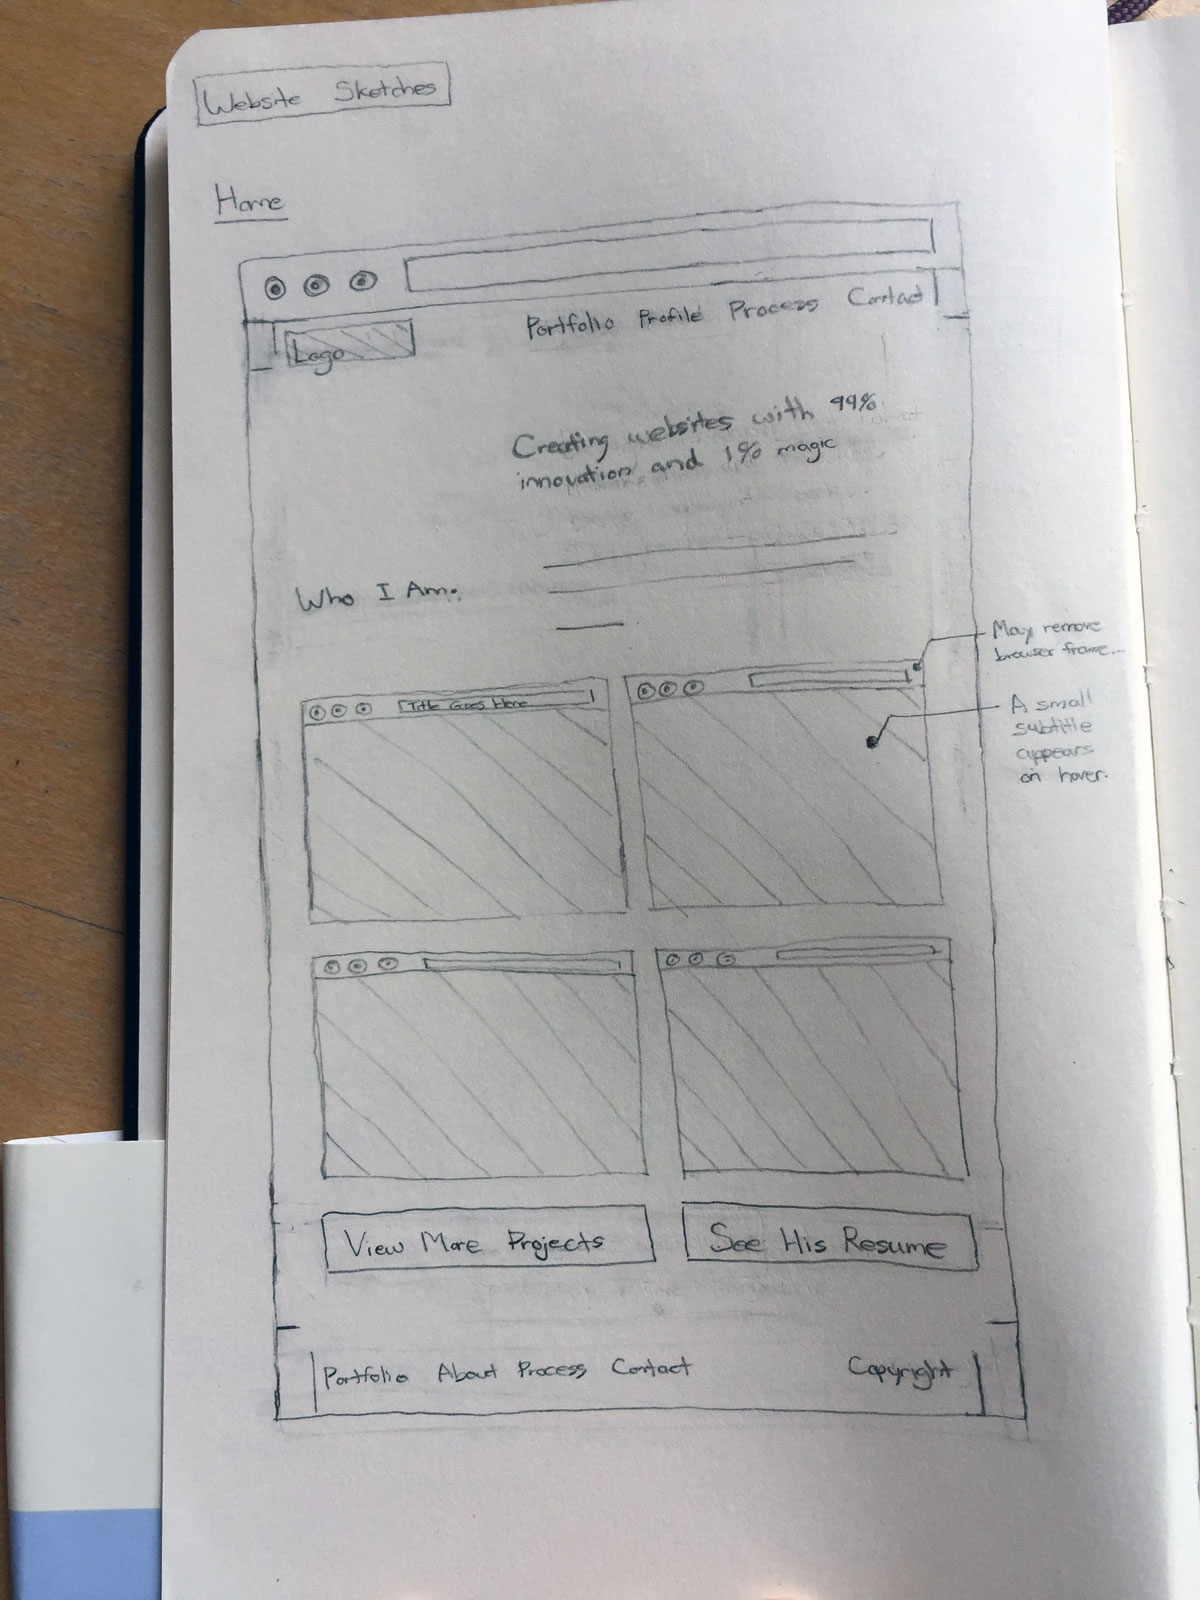 Website Sketches
Home
Logo
Portfolio Profile Process Contact
Creating websites with 99%
innovation and 1% magic
Who I Am.
May remove
browser frame...
Title Goes Here
A small
subtitle
appears
on hover.
View More Projects
See His Resume
Portfolio About Process Contact
Copyright